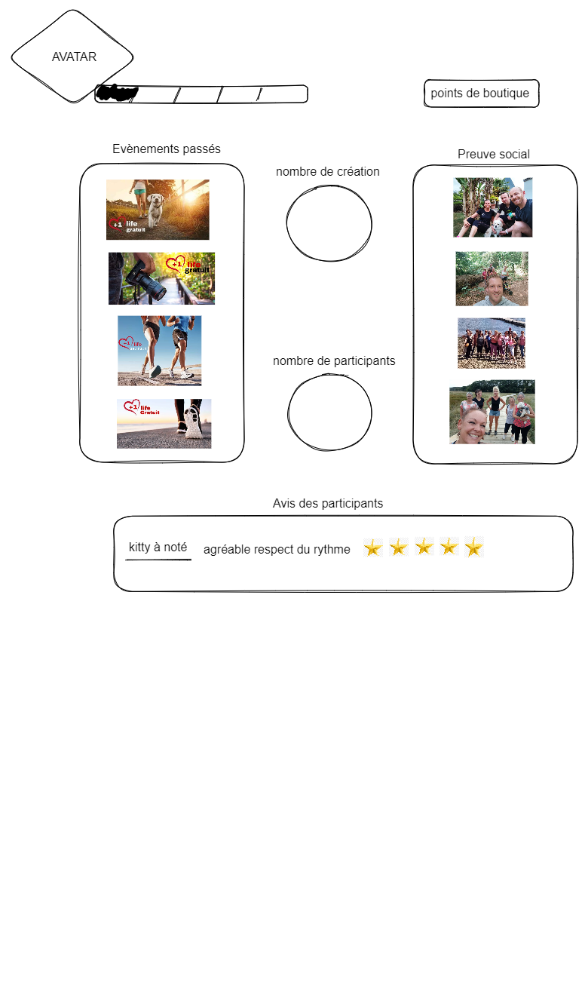 AVATAR
points de boutique
Evènements passés
nombre de création
Preuve social
+1 life
gratuit
+1 life
gratuit
+1 life
GRATUIT
+1 life
Gratuit
nombre de participants
Avis des participants
kitty à noté agréable respect du rythme